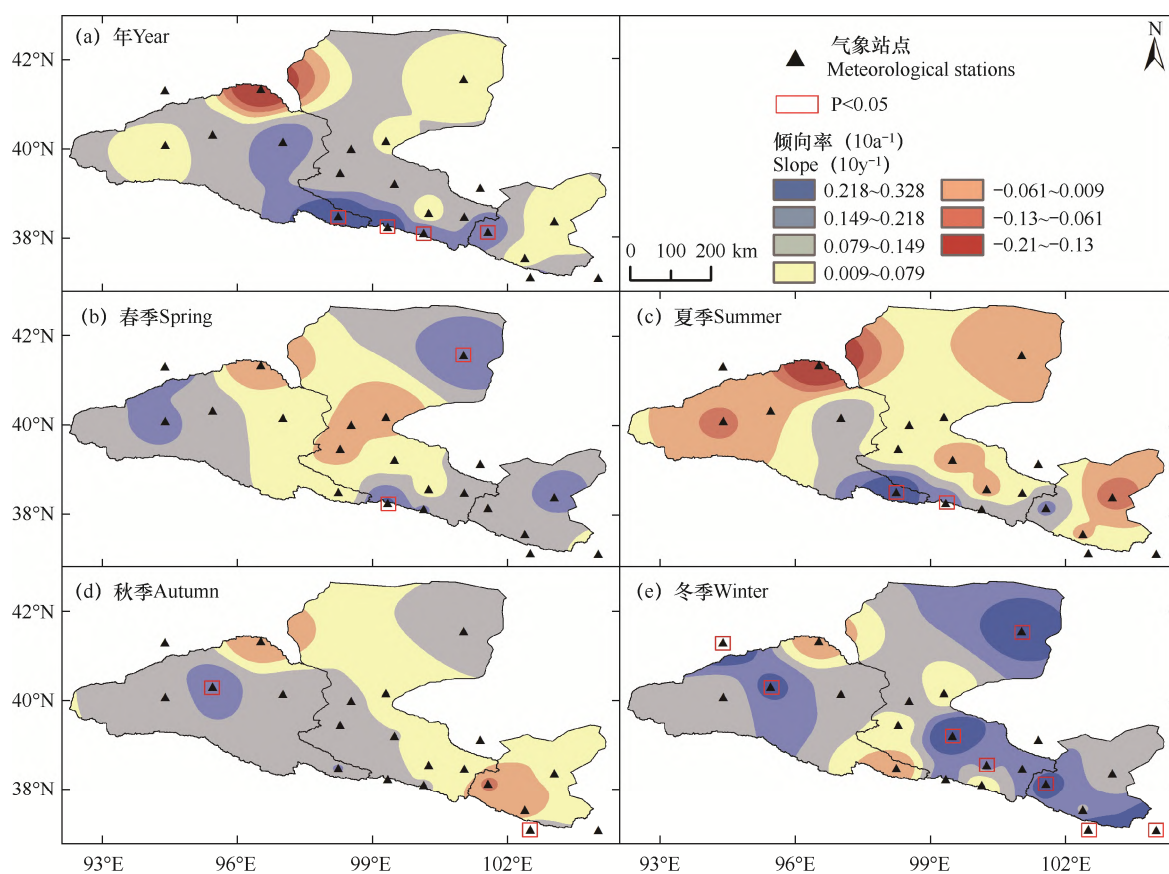 (a) 年Year
42°N
40°N
38°N
N
气象站点
Meteorological stations
P<0.05
倾向率 (10a⁻¹)
Slope (10y⁻¹)
0.218~0.328
0.149~0.218
0.079~0.149
0.009~0.079
−0.061~0.009
−0.13~−0.061
−0.21~−0.13
0 100 200 km
(b) 春季Spring
42°N
40°N
38°N
(c) 夏季Summer
(d) 秋季Autumn
42°N
40°N
38°N
(e) 冬季Winter
93°E 96°E 99°E 102°E
93°E 96°E 99°E 102°E